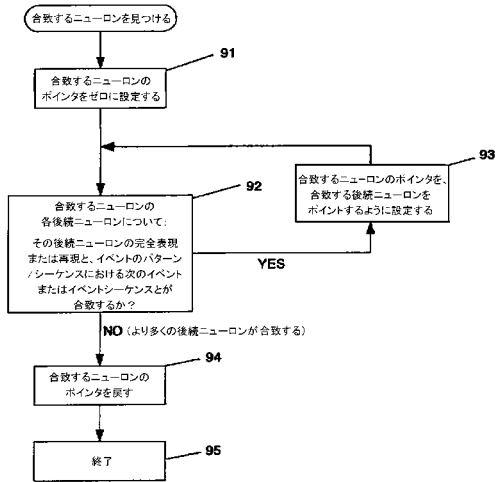 合致するニューロンを見つける
91
合致するニューロンの
ポインタをゼロに設定する
93
合致するニューロンのポインタを、
合致する後続ニューロンを
ポイントするように設定する
92
合致するニューロンの
各後続ニューロンについて:
その後続ニューロンの完全表現
または再現と、イベントのパターン
/シーケンスにおける次のイベント
またはイベントシーケンスとが
合致するか?
YES
NO (より多くの後続ニューロンが合致する)
94
合致するニューロンの
ポインタを戻す
95
終了